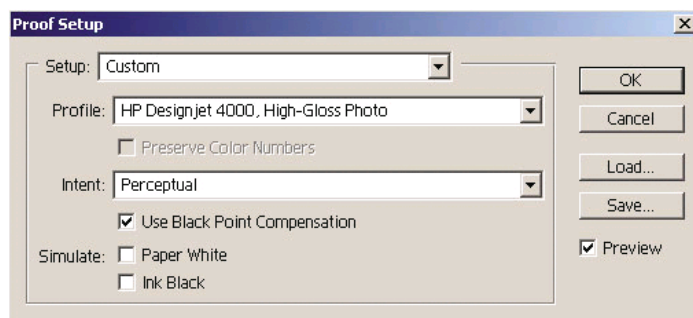 Proof Setup
Setup: Custom
OK
Profile: HP Designjet 4000, High-Gloss Photo
Cancel
Preserve Color Numbers
Load...
Intent: Perceptual
Save...
Use Black Point Compensation
Preview
Simulate: Paper White
Ink Black